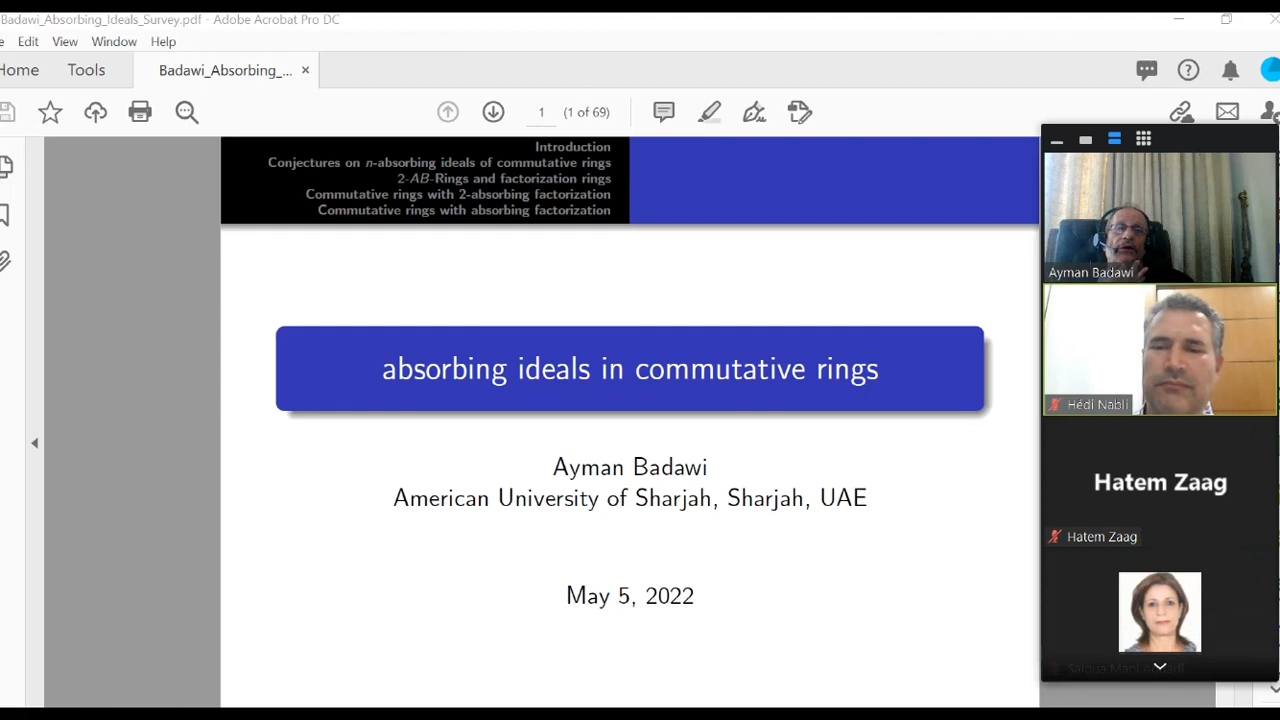 Badawi_Absorbing_Ideals_Survey.pdf - Adobe Acrobat Pro DC
e Edit View Window Help
Home Tools Badawi_Absorbing_... ×
1 (1 of 69)
Introduction
Conjectures on n-absorbing ideals of commutative rings
2-AB-Rings and factorization rings
Commutative rings with 2-absorbing factorization
Commutative rings with absorbing factorization
absorbing ideals in commutative rings
Ayman Badawi
American University of Sharjah, Sharjah, UAE
May 5, 2022
Ayman Badawi
Hédi Nabli
Hatem Zaag
Hatem Zaag